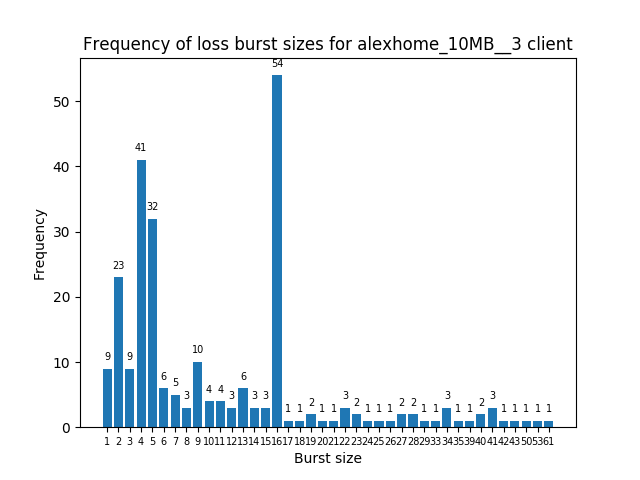 Frequency of loss burst sizes for alexhome_10MB__3 client
54
50
41
40
32
30
23
20
10
9 9 6 5 3 10 4 4 3 6 3 3 1 1 2 1 1 3 2 1 1 1 2 2 1 1 3 1 1 2 3 1 1 1 1 1
0
1 2 3 4 5 6 7 8 9 10 11 12 13 14 15 16 17 18 19 20 21 22 23 24 25 26 27 28 29 33 34 35 39 40 41 42 43 50 53 61
Frequency
Burst size